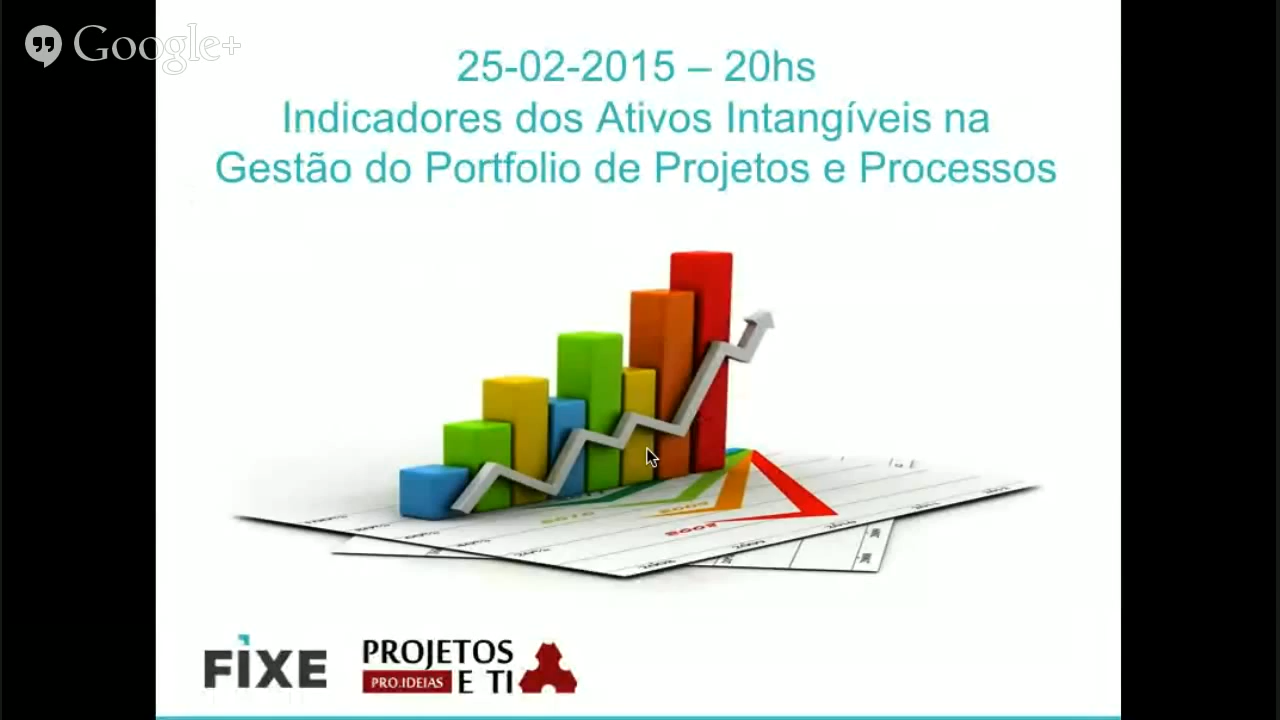 Google+
25-02-2015 – 20hs
Indicadores dos Ativos Intangíveis na
Gestão do Portfolio de Projetos e Processos
FIXE
PROJETOS
PRO.IDEIAS E TI